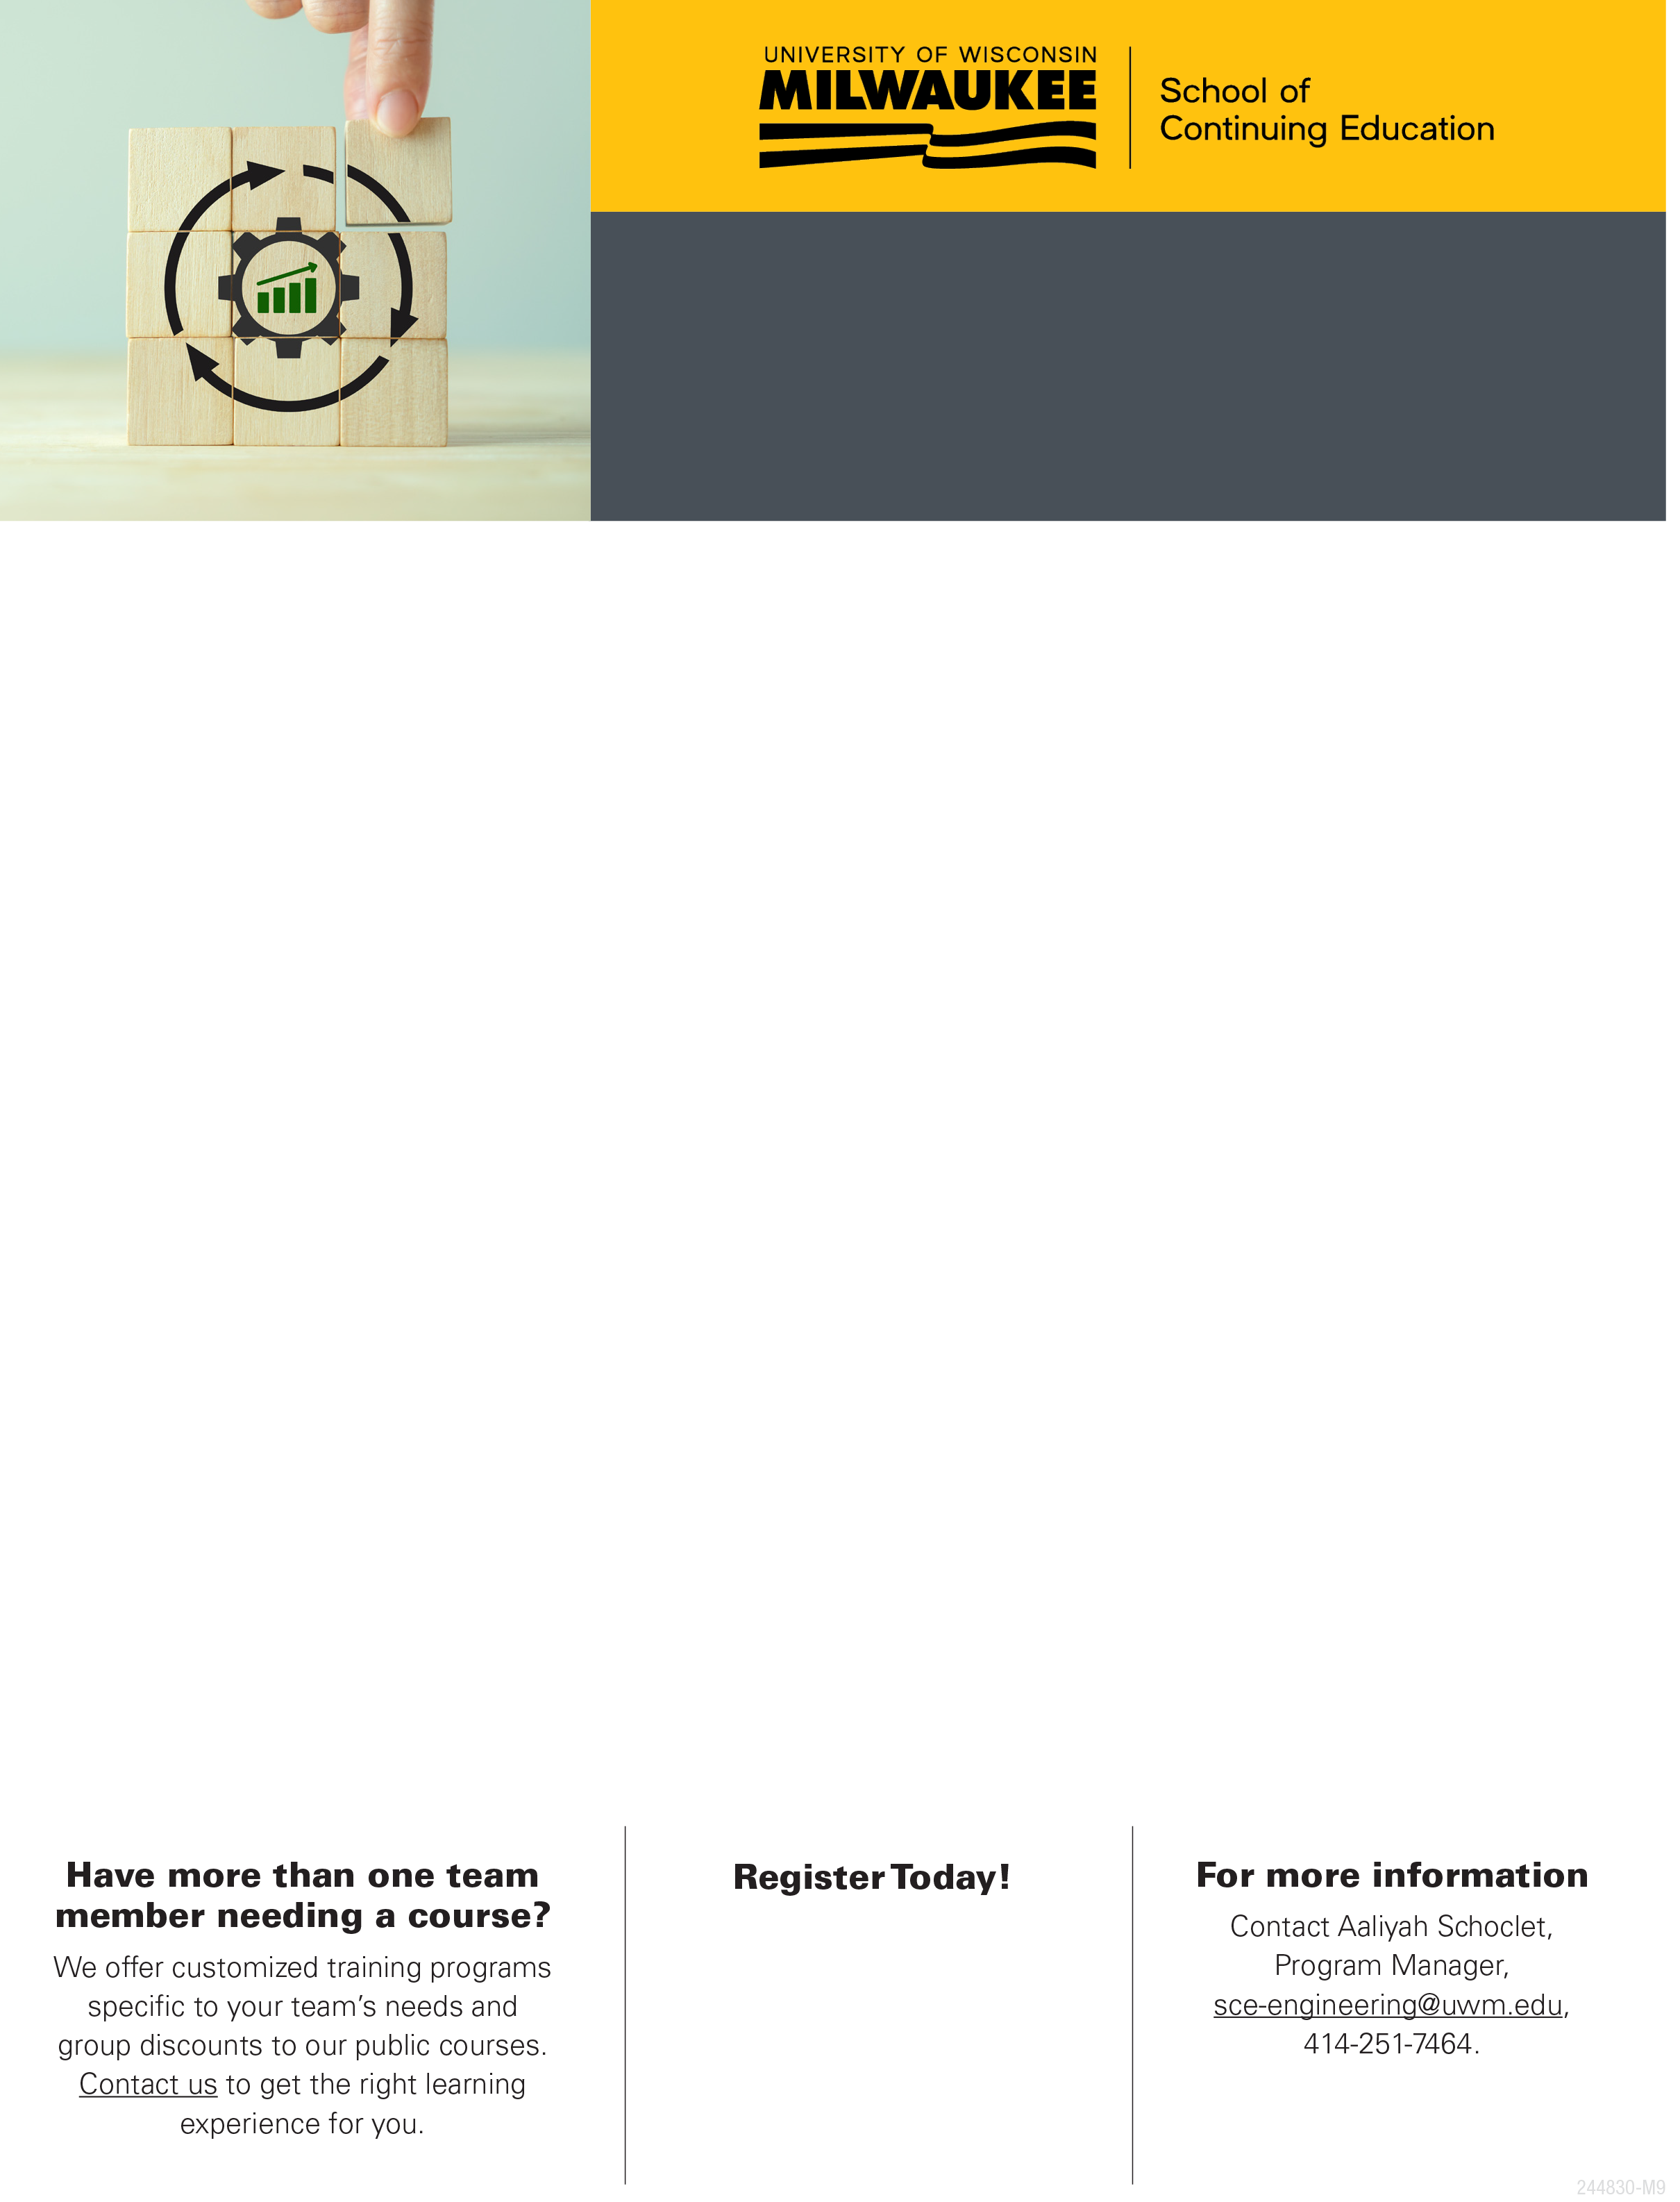 UNIVERSITY OF WISCONSIN
MILWAUKEE
School of
Continuing Education
Have more than one team
member needing a course?
We offer customized training programs
specific to your team’s needs and
group discounts to our public courses.
Contact us to get the right learning
experience for you.
Register Today!
For more information
Contact Aaliyah Schoclet,
Program Manager,
sce-engineering@uwm.edu,
414-251-7464.
244830-M9